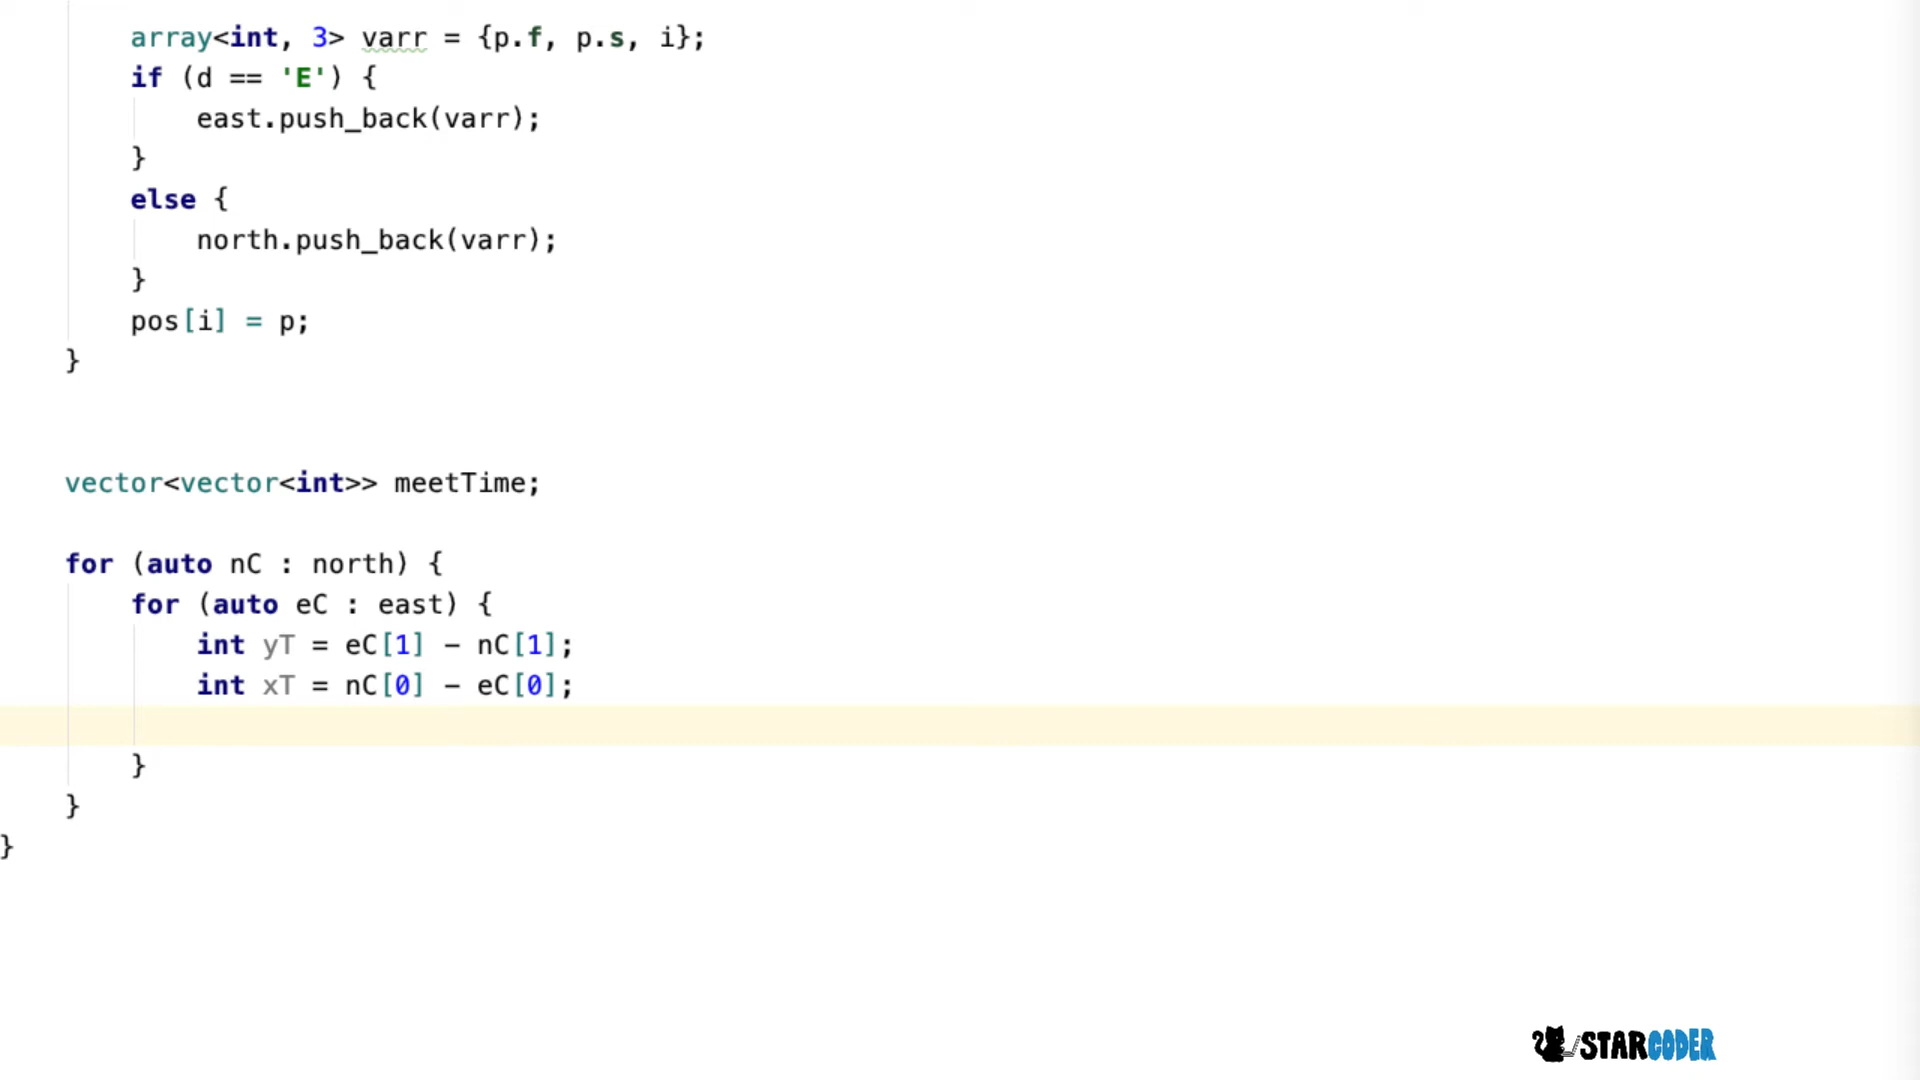 array<int, 3> varr = {p.f, p.s, i};
if (d == 'E') {
east.push_back(varr);
}
else {
north.push_back(varr);
}
pos[i] = p;
}
vector<vector<int>> meetTime;
for (auto nC : north) {
for (auto eC : east) {
int yT = eC[1] - nC[1];
int xT = nC[0] - eC[0];
}
}
}
STARCODER